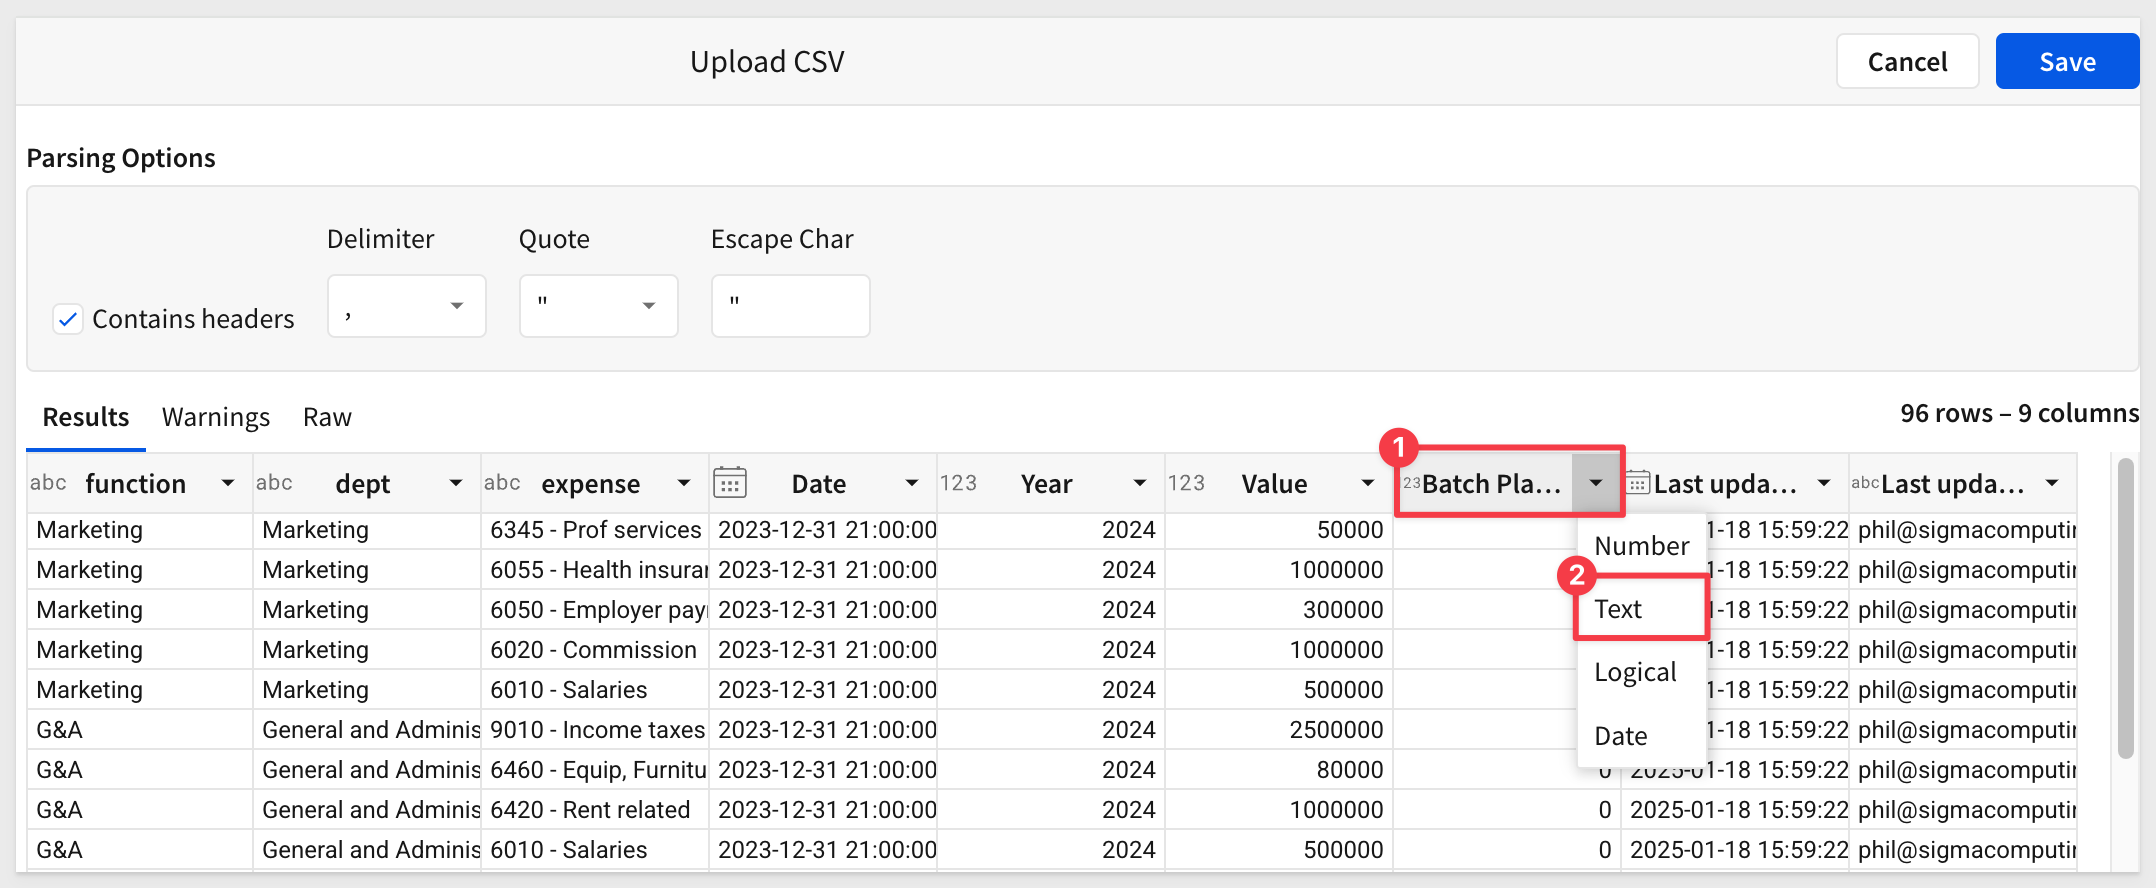 Upload CSV
Cancel
Save
Parsing Options
Delimiter
Quote
Escape Char
Contains headers
,
"
"
Results
Warnings
Raw
96 rows – 9 columns
1
abc function
abc dept
abc expense
Date
123 Year
123 Value
23 Batch Pla...
Last upda...
abc Last upda...
Number
2
Text
Logical
Date
Marketing Marketing 6345 - Prof services 2023-12-31 21:00:00 2024 50000 1-18 15:59:22 phil@sigmacomputi
Marketing Marketing 6055 - Health insura 2023-12-31 21:00:00 2024 1000000 1-18 15:59:22 phil@sigmacomputi
Marketing Marketing 6050 - Employer pay 2023-12-31 21:00:00 2024 300000 1-18 15:59:22 phil@sigmacomputi
Marketing Marketing 6020 - Commission 2023-12-31 21:00:00 2024 1000000 1-18 15:59:22 phil@sigmacomputi
Marketing Marketing 6010 - Salaries 2023-12-31 21:00:00 2024 500000 1-18 15:59:22 phil@sigmacomputi
G&A General and Adminis 9010 - Income taxes 2023-12-31 21:00:00 2024 2500000 1-18 15:59:22 phil@sigmacomputi
G&A General and Adminis 6460 - Equip, Furnitu 2023-12-31 21:00:00 2024 80000 0 2025-01-18 15:59:22 phil@sigmacomputi
G&A General and Adminis 6420 - Rent related 2023-12-31 21:00:00 2024 1000000 0 2025-01-18 15:59:22 phil@sigmacomputi
G&A General and Adminis 6010 - Salaries 2023-12-31 21:00:00 2024 500000 0 2025-01-18 15:59:22 phil@sigmacomputi